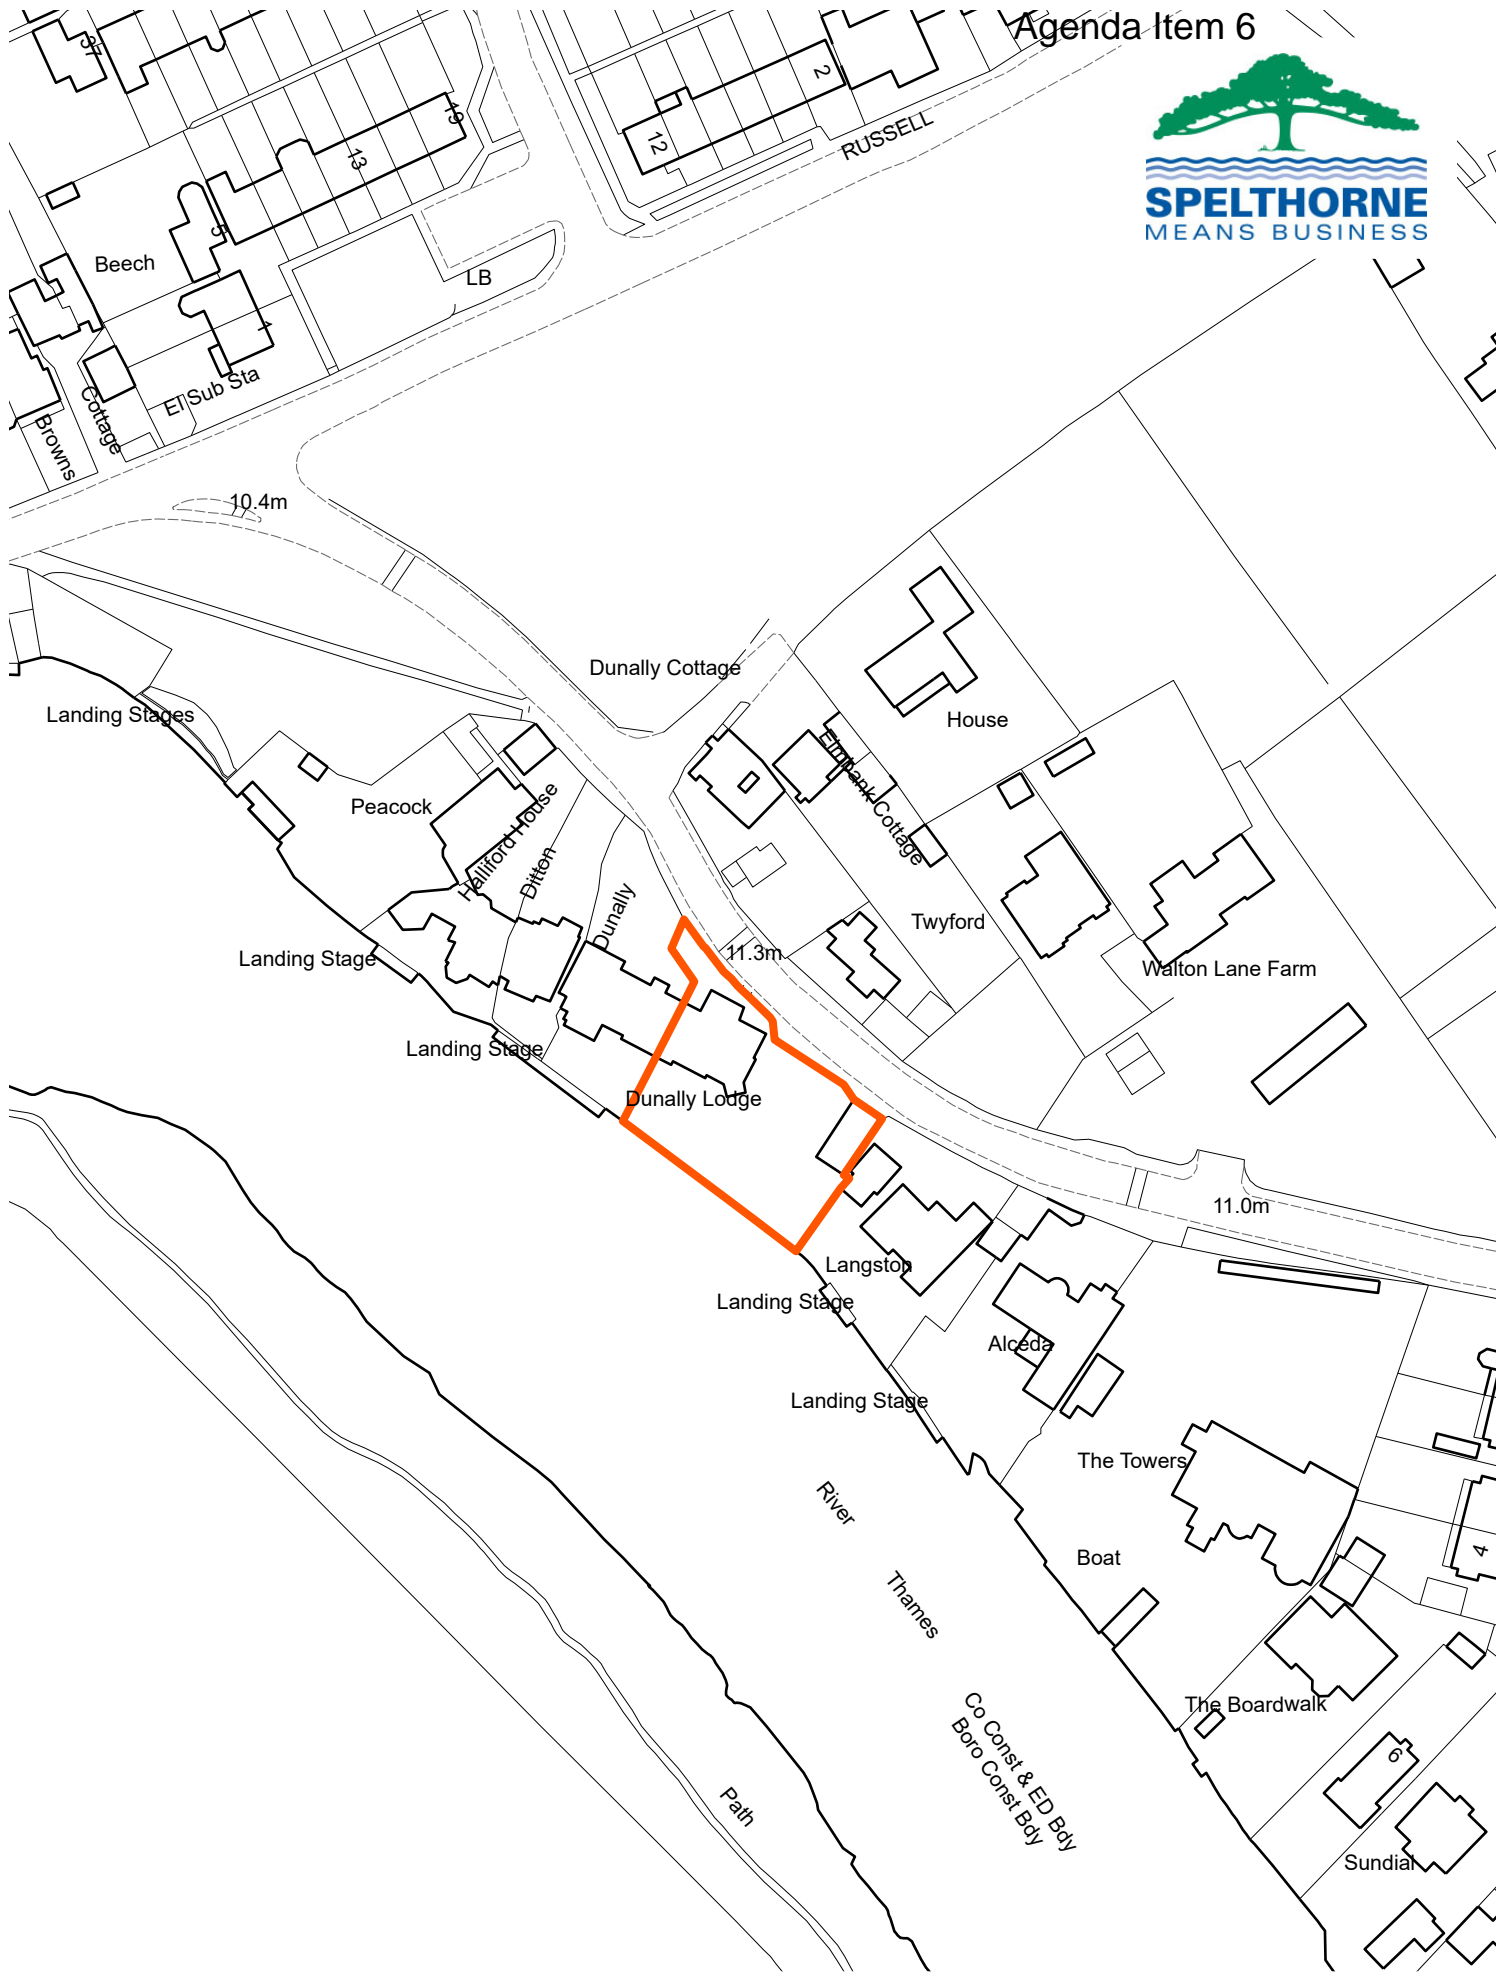 Agenda Item 6
SPELTHORNE
MEANS BUSINESS
37
19
13
5
1
2
12
RUSSELL
Beech
LB
El Sub Sta
Cottage
Browns
10.4m
Dunally Cottage
House
Landing Stages
Elmbank Cottage
Peacock
Halliford House
Ditton
Dunally
Twyford
11.3m
Walton Lane Farm
Landing Stage
Landing Stage
Dunally Lodge
11.0m
Langston
Landing Stage
Alceda
Landing Stage
The Towers
River
Thames
Boat
4
The Boardwalk
Co Const & ED Bdy
Boro Const Bdy
6
Path
Sundial